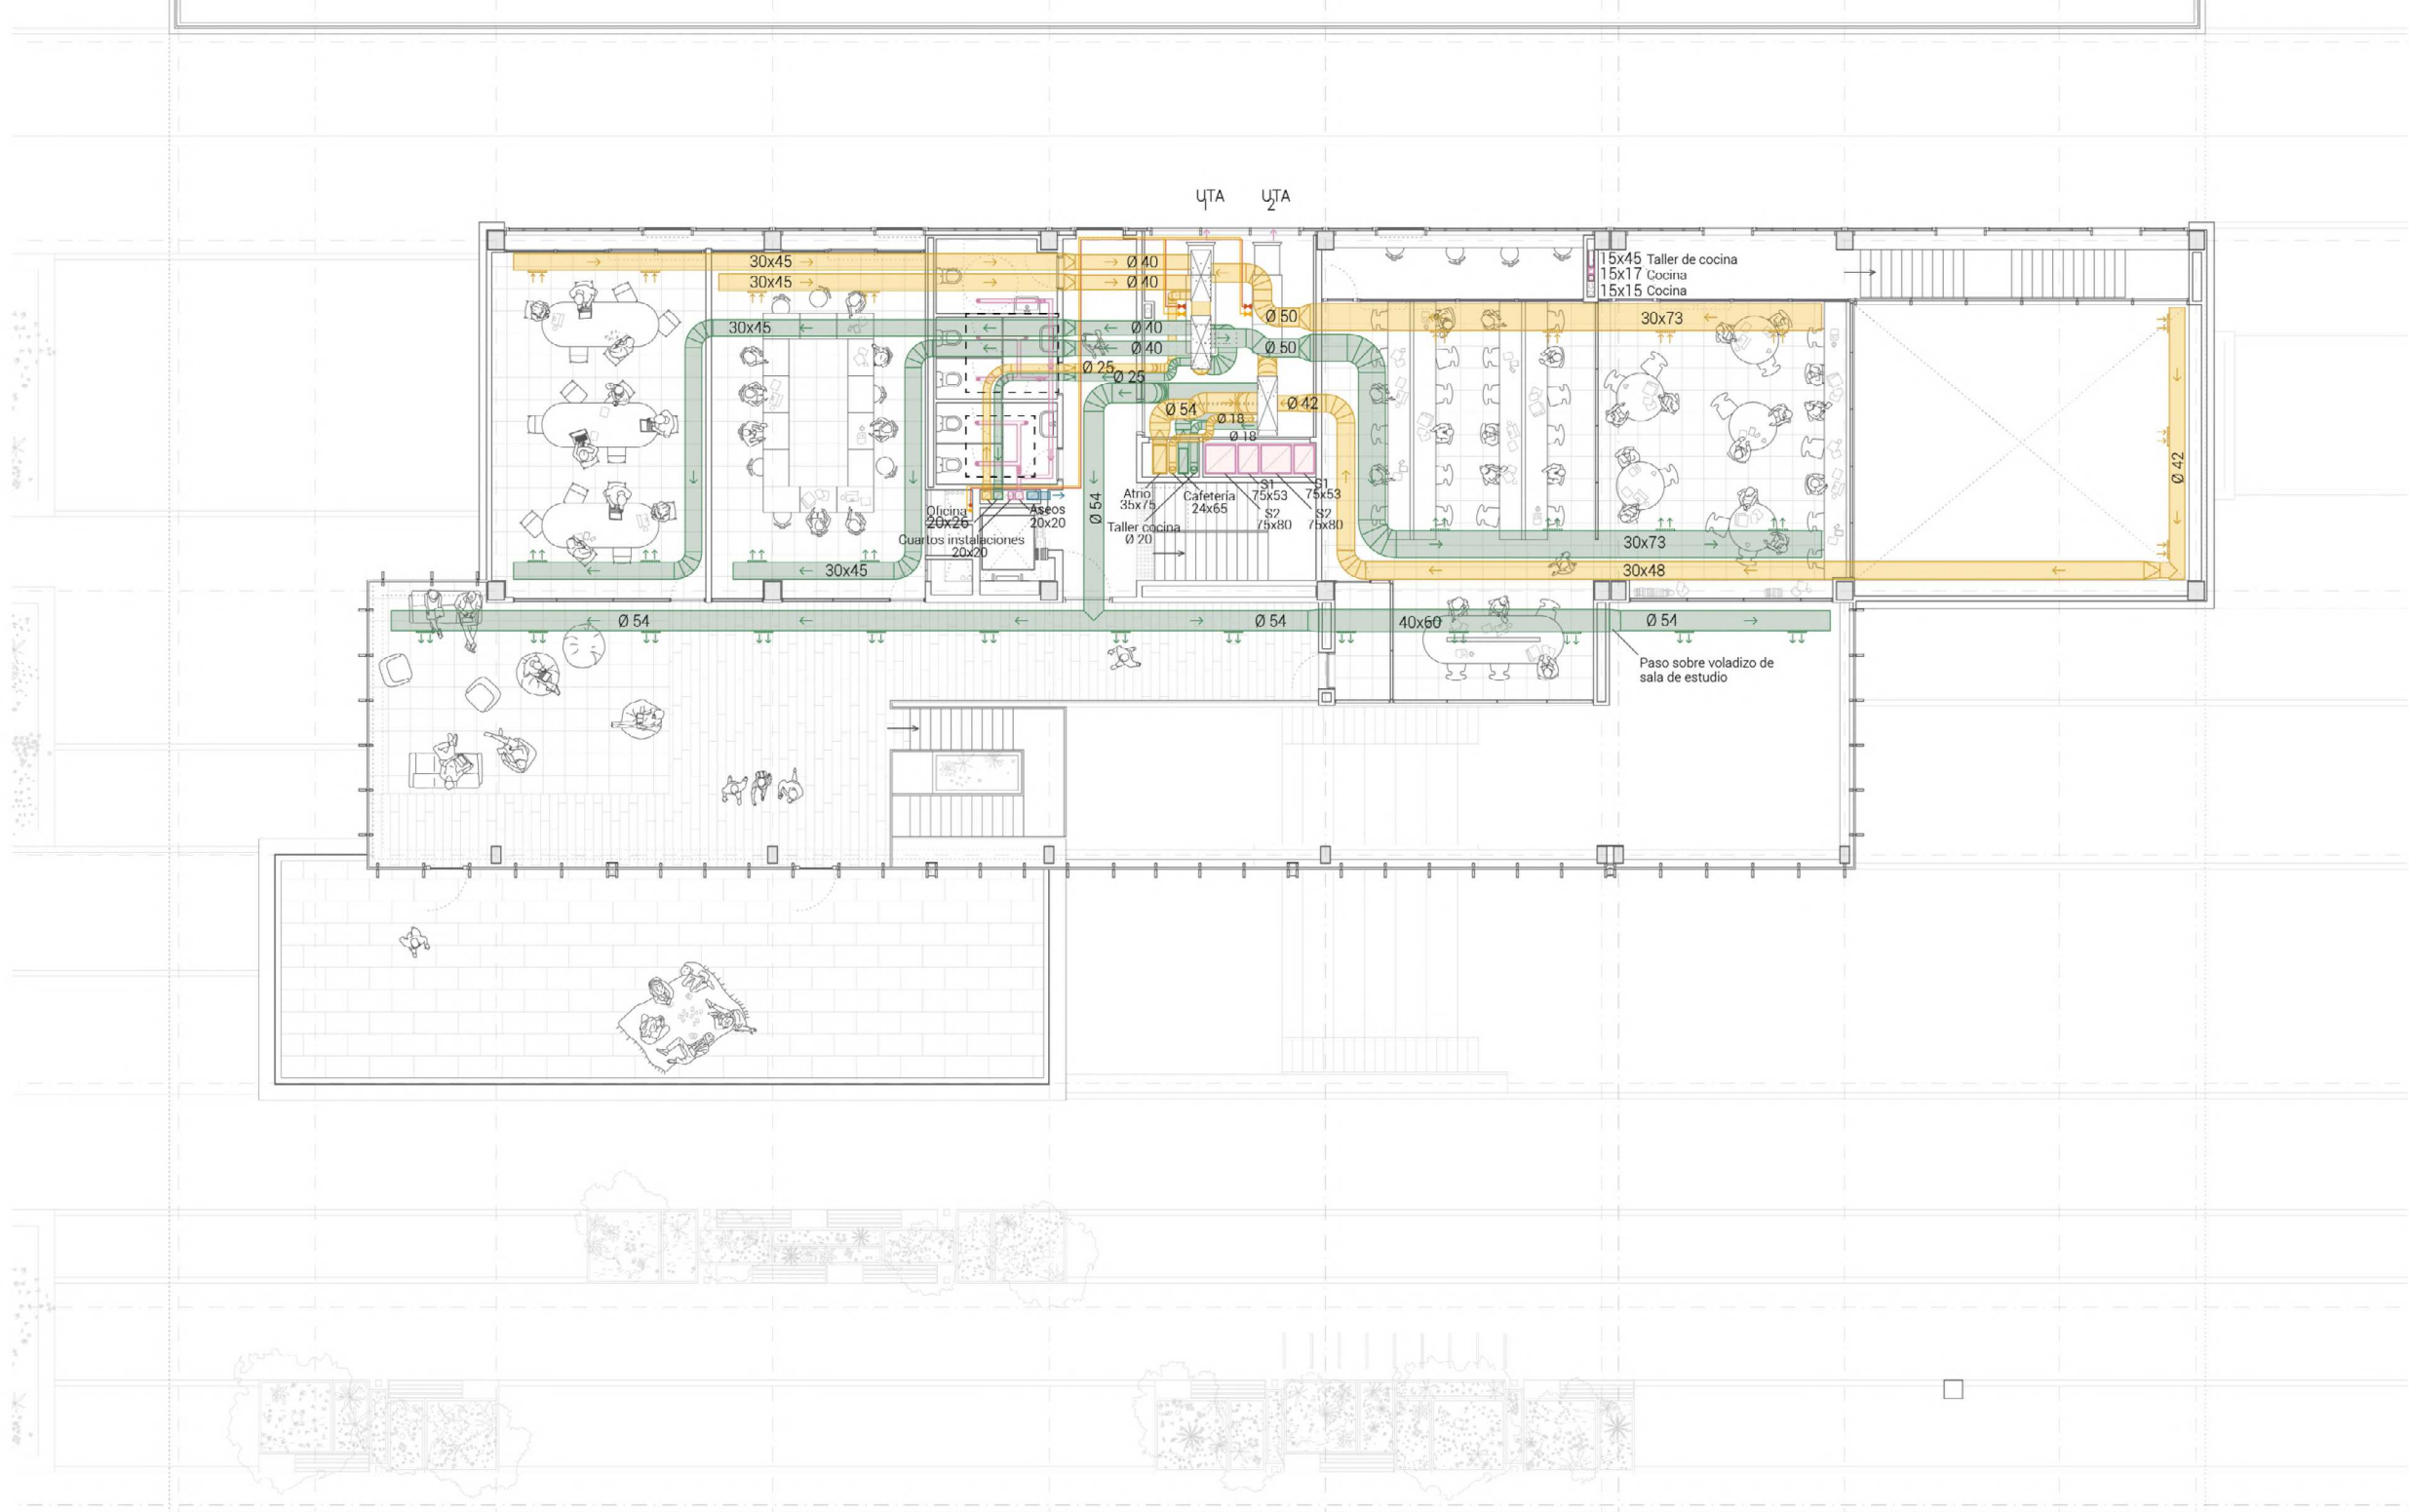 UTA
1
UTA
2
15x45 Taller de cocina
15x17 Cocina
15x15 Cocina
30x45
Ø 40
30x45
Ø 40
Ø 50
30x73
30x45
Ø 40
Ø 40
Ø 50
Ø 25
Ø 25
Ø 54
Ø 42
Ø 18
Ø 18
Ø 42
Ø 54
Atrio
35x75
Cafetería
24x65
S1
75x53
S1
75x53
S2
75x80
S2
75x80
Taller cocina
Ø 20
Oficina
20x26
Aseos
20x20
Cuartos instalaciones
20x20
30x73
30x45
30x48
Ø 54
Ø 54
40x60
Ø 54
Paso sobre voladizo de
sala de estudio